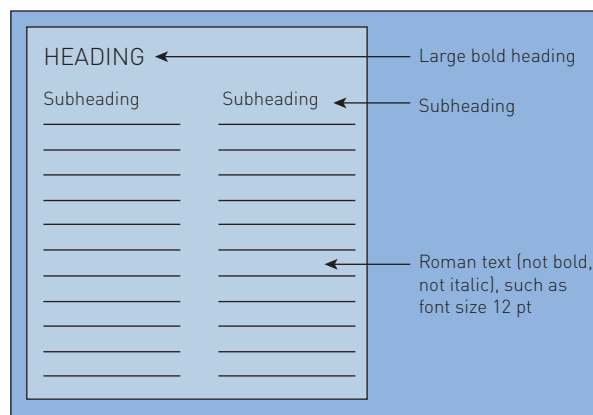 HEADING
Large bold heading
Subheading
Subheading
Subheading
Roman text (not bold,
not italic), such as
font size 12 pt